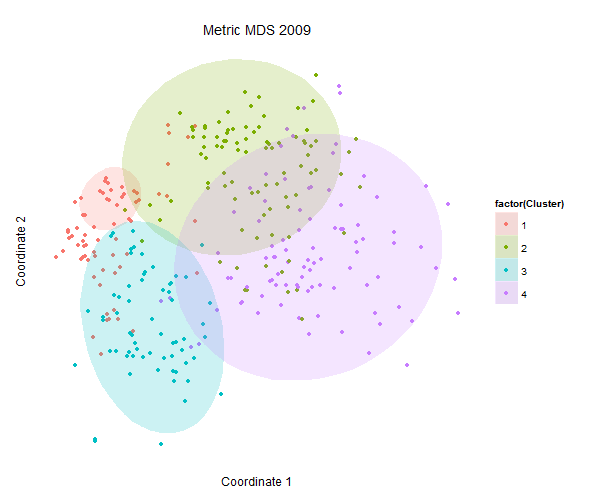 Metric MDS 2009
Coordinate 2
factor(Cluster)
1
2
3
4
Coordinate 1